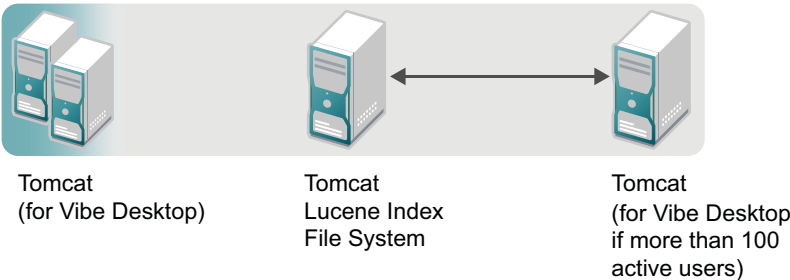 Tomcat
(for Vibe Desktop)
Tomcat
Lucene Index
File System
Tomcat
(for Vibe Desktop
if more than 100
active users)